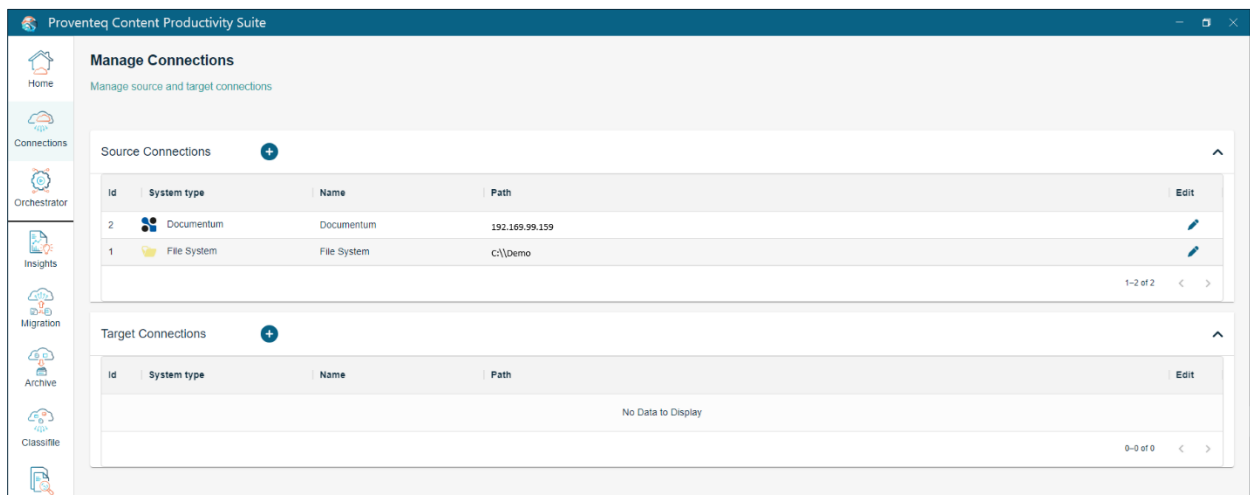 Proventeq Content Productivity Suite
Home
Connections
Orchestrator
Insights
Migration
Archive
Classifile
Manage Connections
Manage source and target connections
Source Connections
Id System type Name Path Edit
2 Documentum Documentum 192.169.99.159
1 File System File System C:\\Demo
1–2 of 2
Target Connections
Id System type Name Path Edit
No Data to Display
0–0 of 0